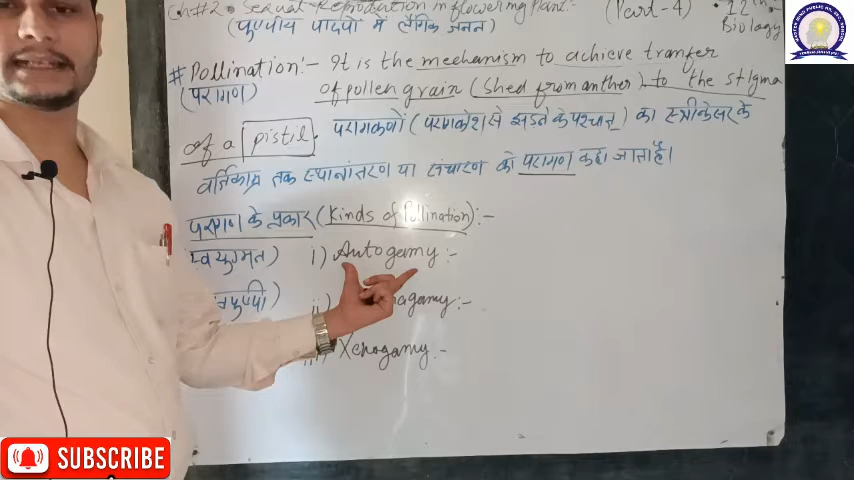 Ch#2. Sexual Reproduction in flowering Plant:- (Part-4) • 12th
(पुष्पीय पादपों में लैंगिक जनन) Biology
# Pollination:- It is the mechanism to achieve tranfer
(परागण) of pollen grain (shed from anther) to the stigma
of a pistil. परागकणों (परागकोश से झड़ने के पश्चात्) का स्त्रीकेसर के
वर्तिकाग्र तक स्थानांतरण या संचारण को परागण कहा जाता है।
परागण के प्रकार (Kinds of Pollination):-
स्वयुग्मन) i) Autogamy:-
ii) gamy:-
Xenogamy:-
SUBSCRIBE